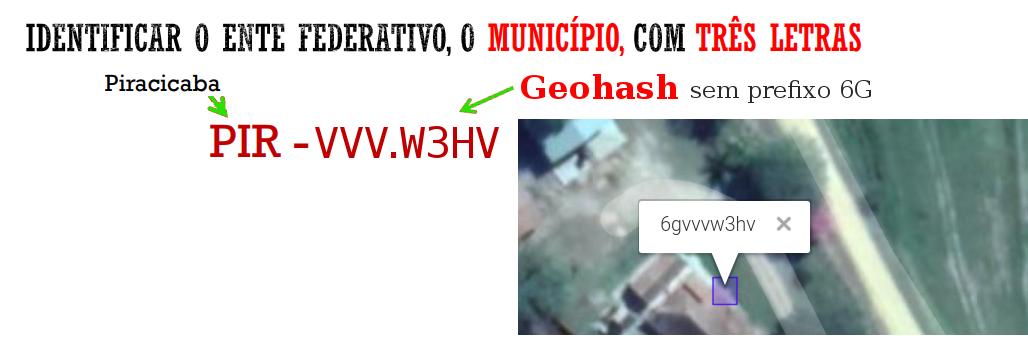 IDENTIFICAR O ENTE FEDERATIVO, O MUNICÍPIO, COM TRÊS LETRAS
Piracicaba
Geohash sem prefixo 6G
PIR -VVV.W3HV
6gvvvw3hv ×